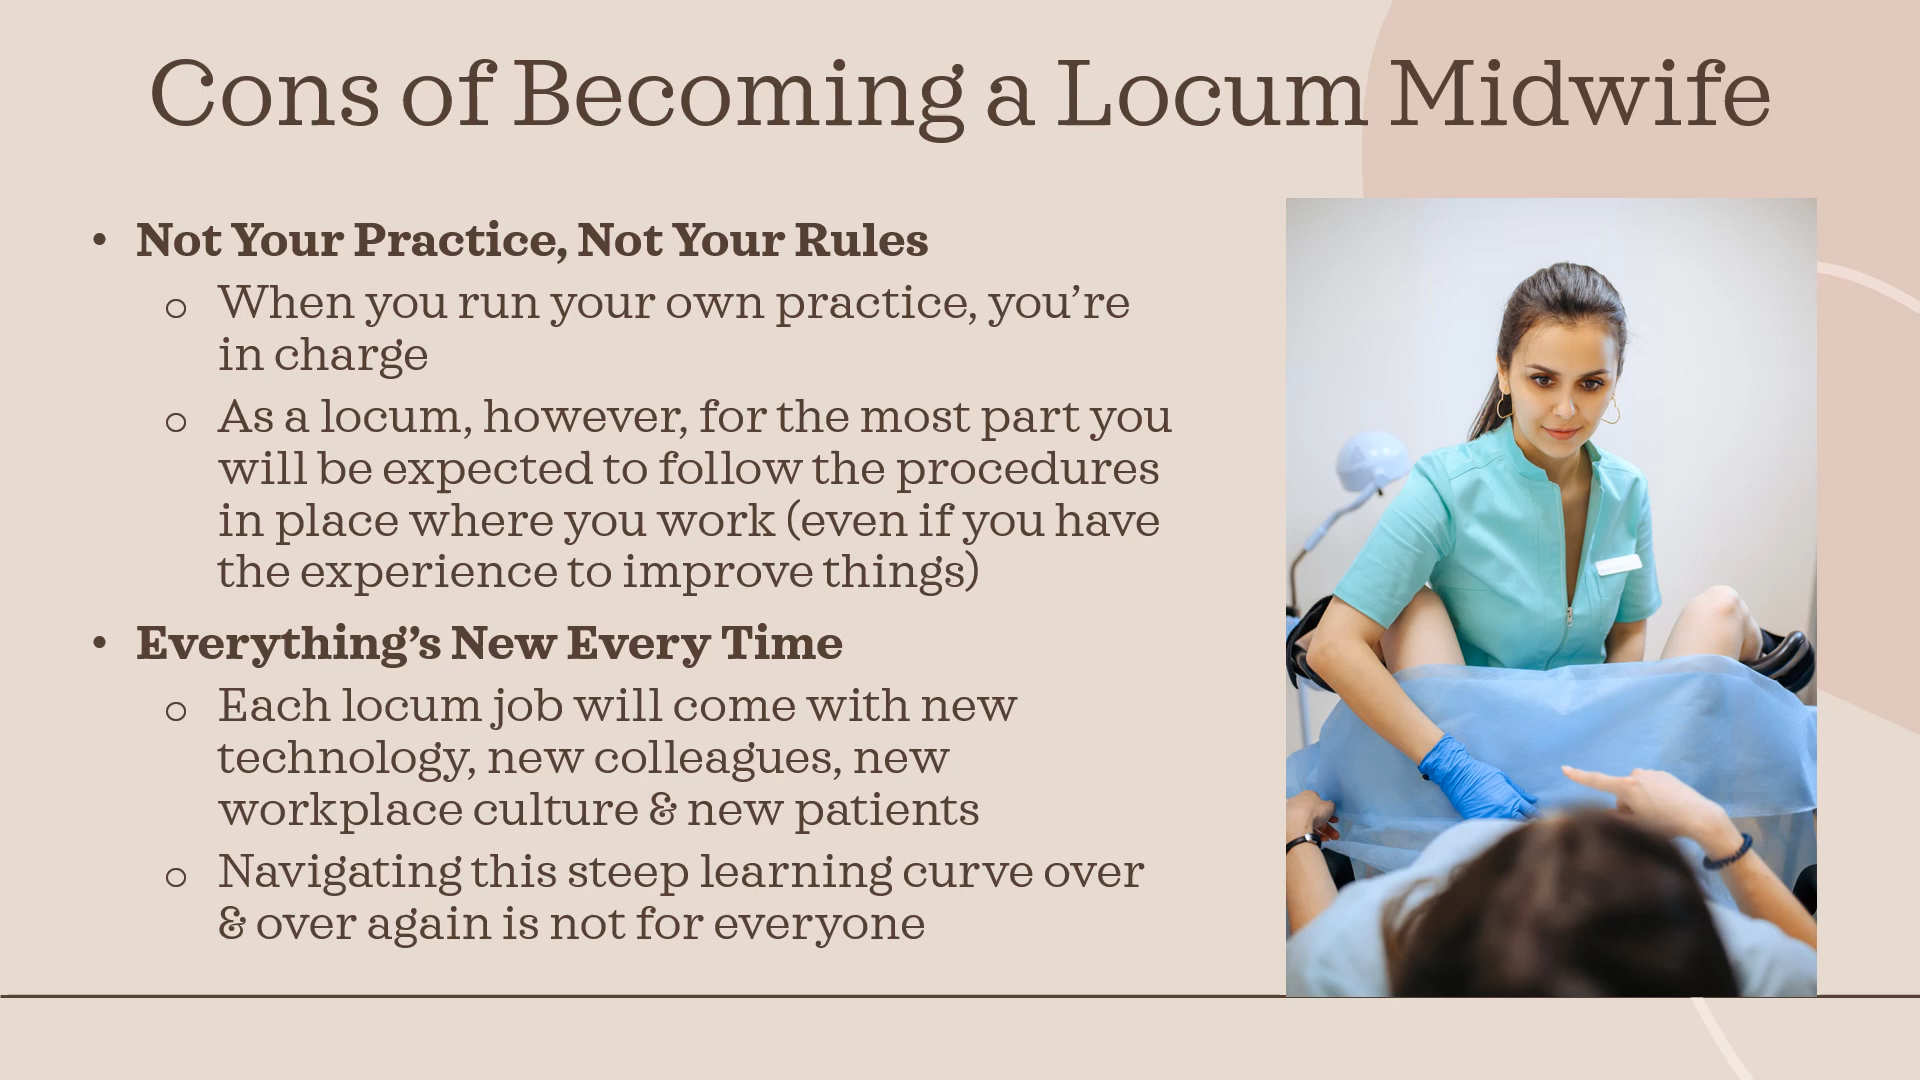 Cons of Becoming a Locum Midwife
• Not Your Practice, Not Your Rules
o When you run your own practice, you’re
in charge
o As a locum, however, for the most part you
will be expected to follow the procedures
in place where you work (even if you have
the experience to improve things)
• Everything’s New Every Time
o Each locum job will come with new
technology, new colleagues, new
workplace culture & new patients
o Navigating this steep learning curve over
& over again is not for everyone